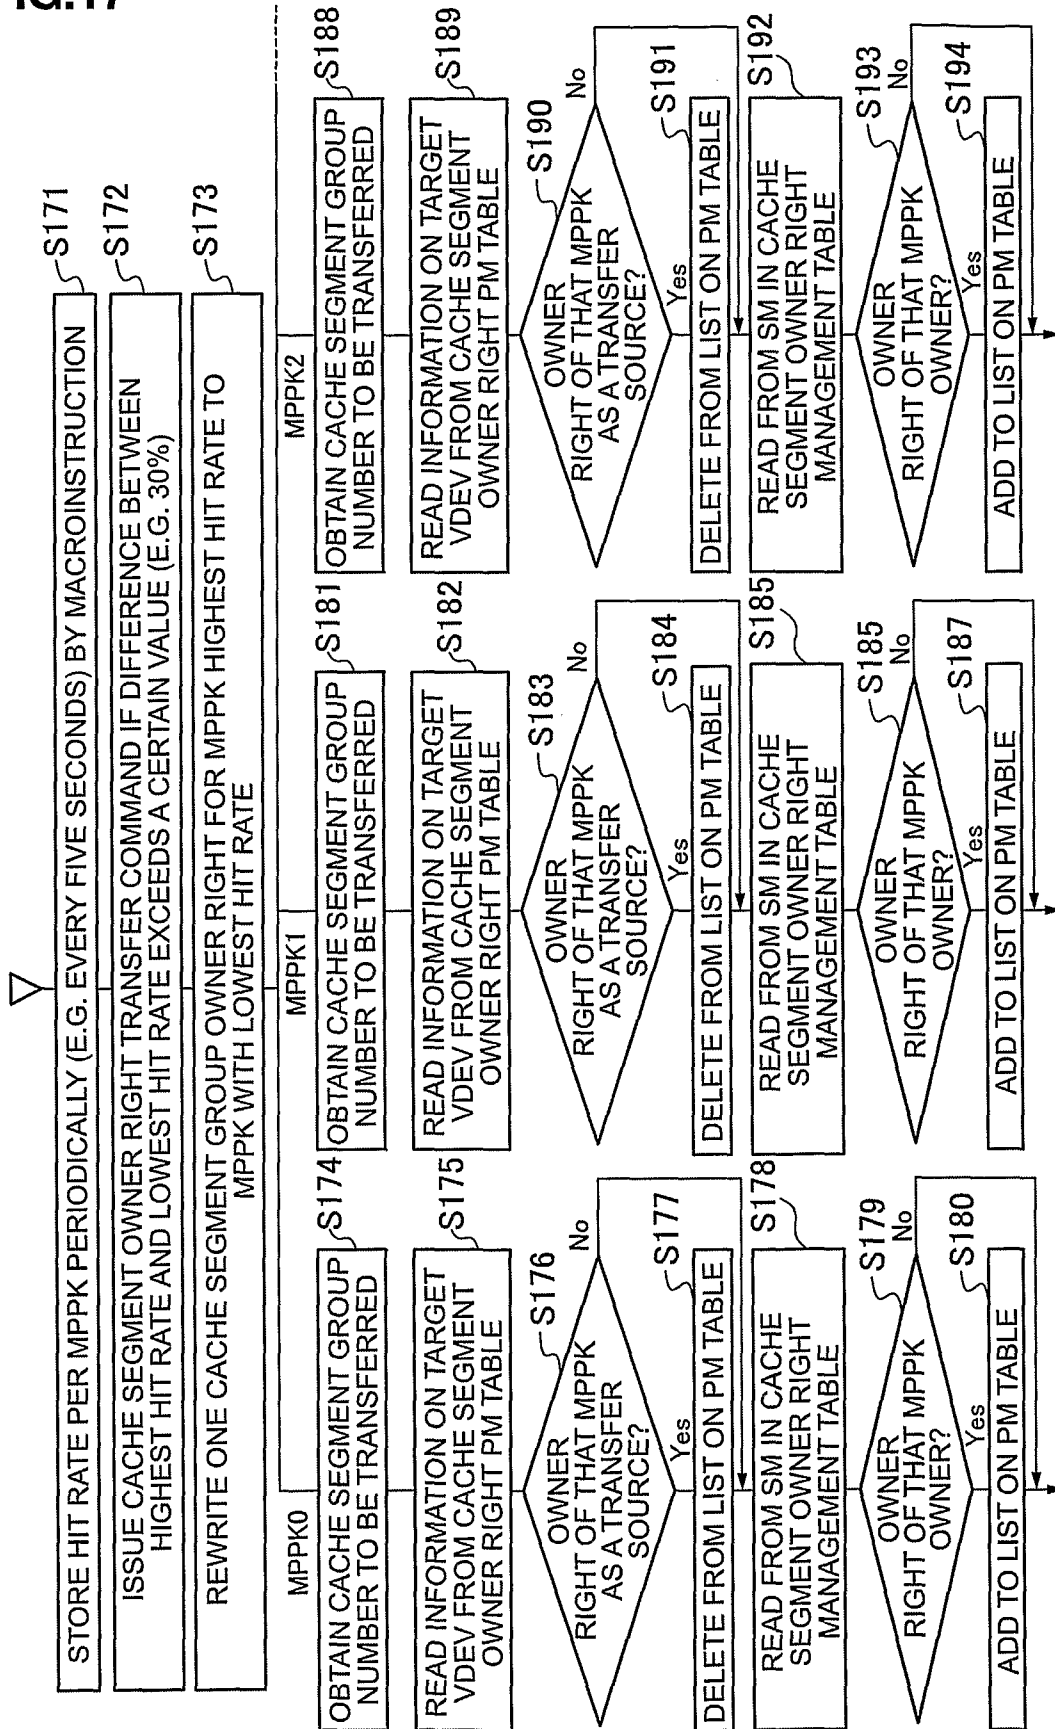 IG.17
STORE HIT RATE PER MPPK PERIODICALLY (E.G. EVERY FIVE SECONDS) BY MACROINSTRUCTION
S171
ISSUE CACHE SEGMENT OWNER RIGHT TRANSFER COMMAND IF DIFFERENCE BETWEEN
HIGHEST HIT RATE AND LOWEST HIT RATE EXCEEDS A CERTAIN VALUE (E.G. 30%)
S172
REWRITE ONE CACHE SEGMENT GROUP OWNER RIGHT FOR MPPK HIGHEST HIT RATE TO
MPPK WITH LOWEST HIT RATE
S173
MPPK0
OBTAIN CACHE SEGMENT GROUP
NUMBER TO BE TRANSFERRED
S174
READ INFORMATION ON TARGET
VDEV FROM CACHE SEGMENT
OWNER RIGHT PM TABLE
S175
OWNER
RIGHT OF THAT MPPK
AS A TRANSFER
SOURCE?
S176
No
Yes
DELETE FROM LIST ON PM TABLE
S177
READ FROM SM IN CACHE
SEGMENT OWNER RIGHT
MANAGEMENT TABLE
S178
OWNER
RIGHT OF THAT MPPK
OWNER?
S179
No
Yes
ADD TO LIST ON PM TABLE
S180
MPPK1
OBTAIN CACHE SEGMENT GROUP
NUMBER TO BE TRANSFERRED
S181
READ INFORMATION ON TARGET
VDEV FROM CACHE SEGMENT
OWNER RIGHT PM TABLE
S182
OWNER
RIGHT OF THAT MPPK
AS A TRANSFER
SOURCE?
S183
No
Yes
DELETE FROM LIST ON PM TABLE
S184
READ FROM SM IN CACHE
SEGMENT OWNER RIGHT
MANAGEMENT TABLE
S185
OWNER
RIGHT OF THAT MPPK
OWNER?
S185
No
Yes
ADD TO LIST ON PM TABLE
S187
MPPK2
OBTAIN CACHE SEGMENT GROUP
NUMBER TO BE TRANSFERRED
S188
READ INFORMATION ON TARGET
VDEV FROM CACHE SEGMENT
OWNER RIGHT PM TABLE
S189
OWNER
RIGHT OF THAT MPPK
AS A TRANSFER
SOURCE?
S190
No
Yes
DELETE FROM LIST ON PM TABLE
S191
READ FROM SM IN CACHE
SEGMENT OWNER RIGHT
MANAGEMENT TABLE
S192
OWNER
RIGHT OF THAT MPPK
OWNER?
S193
No
Yes
ADD TO LIST ON PM TABLE
S194